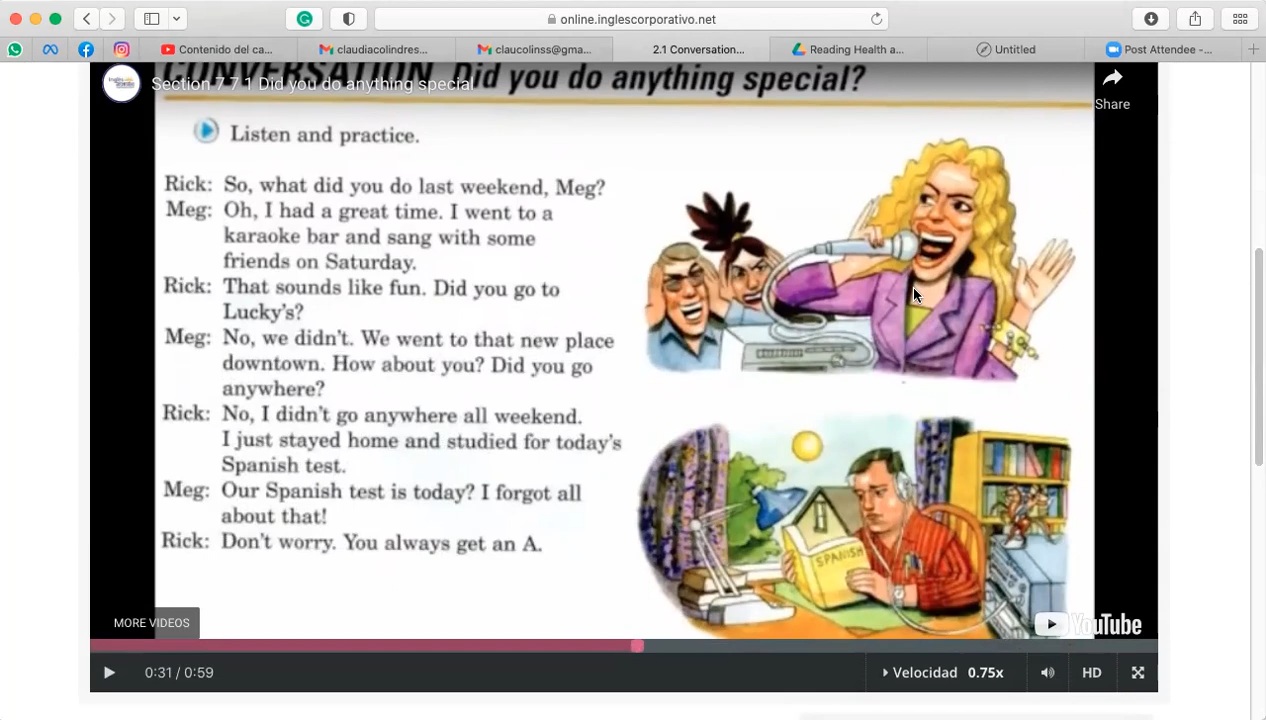 online.inglescorporativo.net
Contenido del ca...
claudiacolindres...
claucolinss@gma...
2.1 Conversation...
Reading Health a...
Untitled
Post Attendee -...
Did you do anything special?
Section 7 7 1 Did you do anything special
Share
Listen and practice.
Rick: So, what did you do last weekend, Meg?
Meg: Oh, I had a great time. I went to a
karaoke bar and sang with some
friends on Saturday.
Rick: That sounds like fun. Did you go to
Lucky's?
Meg: No, we didn't. We went to that new place
downtown. How about you? Did you go
anywhere?
Rick: No, I didn't go anywhere all weekend.
I just stayed home and studied for today's
Spanish test.
Meg: Our Spanish test is today? I forgot all
about that!
Rick: Don't worry. You always get an A.
SPANISH
MORE VIDEOS
YouTube
0:31 / 0:59
Velocidad 0.75x
HD